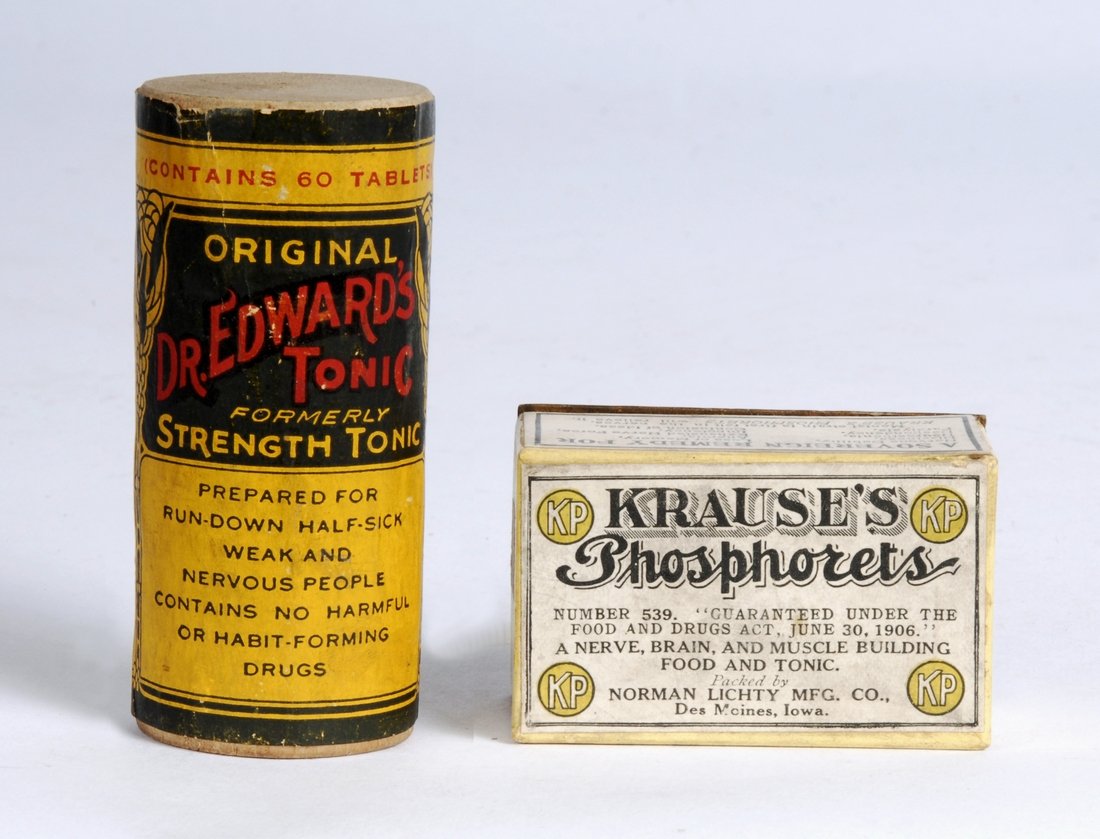 (CONTAINS 60 TABLETS
ORIGINAL
DR. EDWARD'S
TONIC
FORMERLY
STRENGTH TONIC
PREPARED FOR
RUN-DOWN HALF-SICK
WEAK AND
NERVOUS PEOPLE
CONTAINS NO HARMFUL
OR HABIT-FORMING
DRUGS
A SOVEREIGN REMEDY FOR
KP KRAUSE'S KP
Phosphorets
NUMBER 539. "GUARANTEED UNDER THE
FOOD AND DRUGS ACT, JUNE 30, 1906."
A NERVE, BRAIN, AND MUSCLE BUILDING
FOOD AND TONIC.
Packed by
KP NORMAN LICHTY MFG. CO., KP
Des Moines, Iowa.